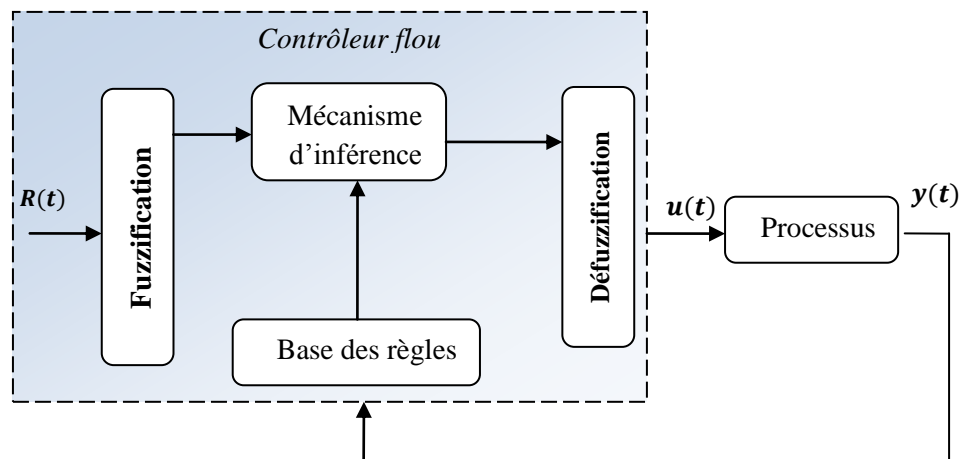 Contrôleur flou
Fuzzification
Mécanisme
d’inférence
Défuzzification
R(t)
u(t)
y(t)
Processus
Base des règles